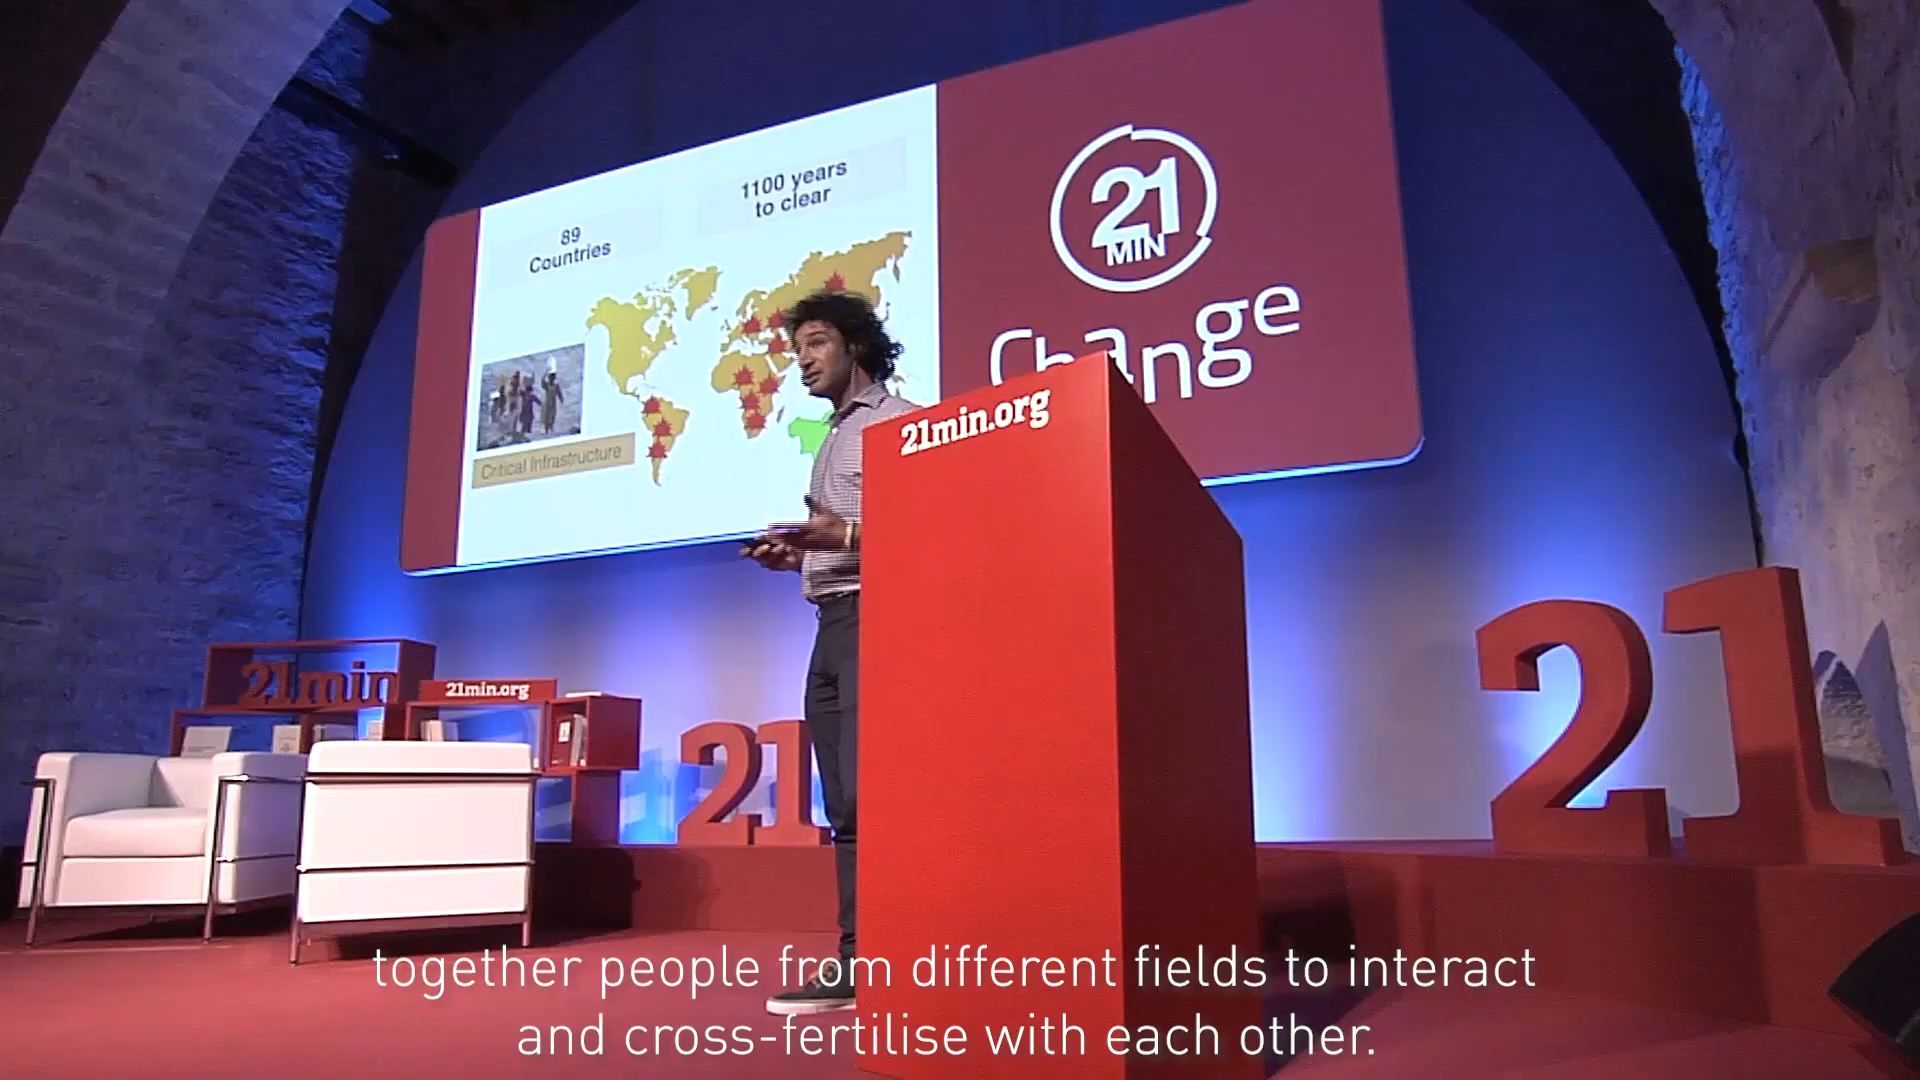 89
Countries
1100 years
to clear
Critical Infrastructure
21
MIN
Change
21min.org
21min
21min.org
21
21
together people from different fields to interact
and cross-fertilise with each other.